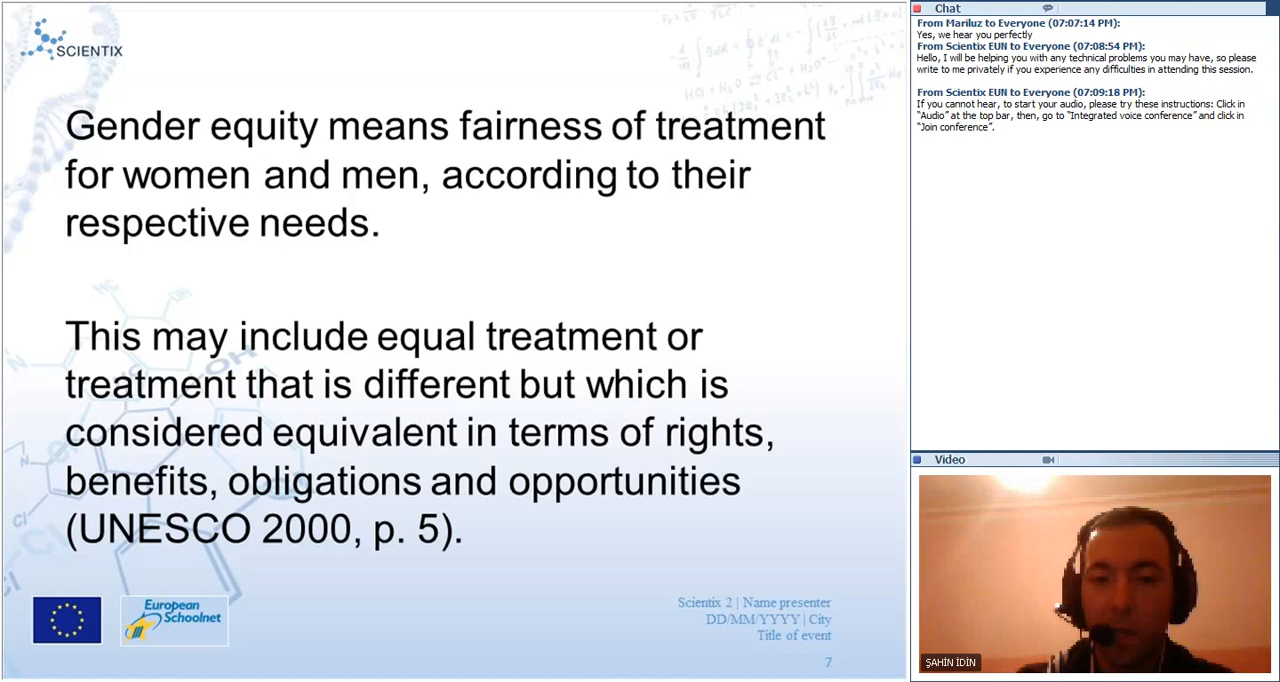 SCIENTIX
Gender equity means fairness of treatment
for women and men, according to their
respective needs.
This may include equal treatment or
treatment that is different but which is
considered equivalent in terms of rights,
benefits, obligations and opportunities
(UNESCO 2000, p. 5).
European
Schoolnet
Scientix 2 | Name presenter
DD/MM/YYYY | City
Title of event
7
Chat
From Mariluz to Everyone (07:07:14 PM):
Yes, we hear you perfectly
From Scientix EUN to Everyone (07:08:54 PM):
Hello, I will be helping you with any technical problems you may have, so please
write to me privately if you experience any difficulties in attending this session.
From Scientix EUN to Everyone (07:09:18 PM):
If you cannot hear, to start your audio, please try these instructions: Click in
"Audio" at the top bar, then, go to "Integrated voice conference" and click in
"Join conference".
Video
ŞAHİN İDİN